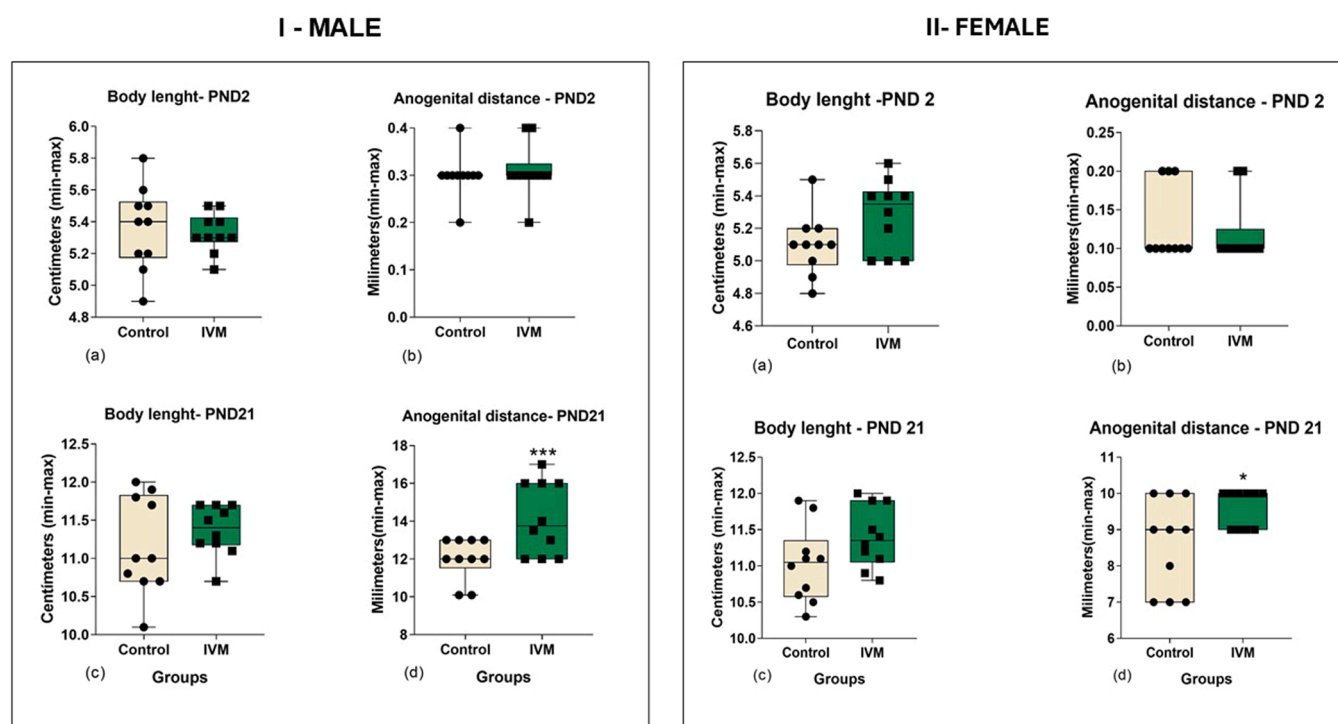 I - MALE
Body lenght- PND2
Centimeters (min-max)
6.0
5.8
5.6
5.4
5.2
5.0
4.8
Control
IVM
(a)
Anogenital distance - PND2
Milimeters(min-max)
0.4
0.3
0.2
0.1
0.0
Control
IVM
(b)
Body lenght- PND21
Centimeters (min-max)
12.5
12.0
11.5
11.0
10.5
10.0
Control
IVM
(c)
Groups
Anogenital distance- PND21
Milimeters(min-max)
18
16
14
12
10
8
***
Control
IVM
(d)
Groups
II- FEMALE
Body lenght -PND 2
Centimeters (min-max)
5.8
5.6
5.4
5.2
5.0
4.8
4.6
Control
IVM
(a)
Anogenital distance - PND 2
Milimeters(min-max)
0.20
0.15
0.10
0.05
0.00
Control
IVM
(b)
Body lenght - PND 21
Centimeters (min-max)
12.5
12.0
11.5
11.0
10.5
10.0
Control
IVM
(c)
Groups
Anogenital distance - PND 21
Milimeters(min-max)
11
10
9
8
7
6
*
Control
IVM
(d)
Groups